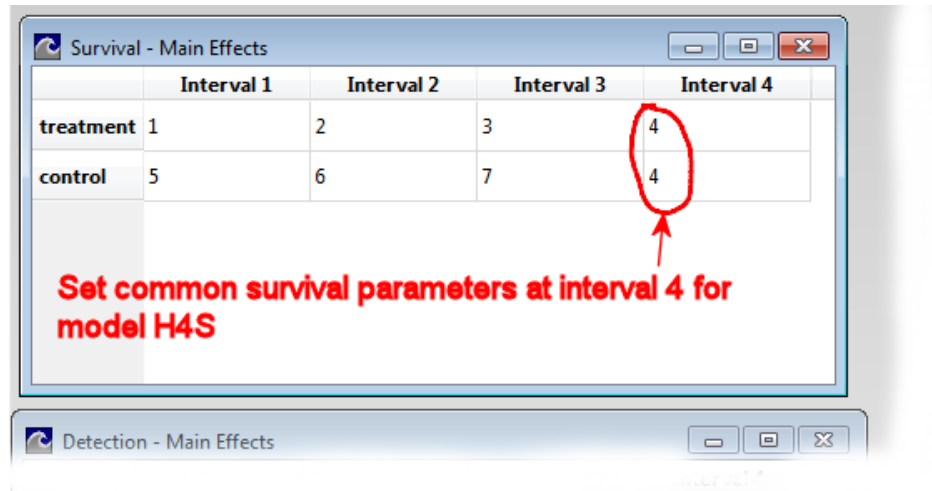 Survival - Main Effects
Interval 1 Interval 2 Interval 3 Interval 4
treatment 1 2 3 4
control 5 6 7 4
Set common survival parameters at interval 4 for
model H4S
Detection - Main Effects